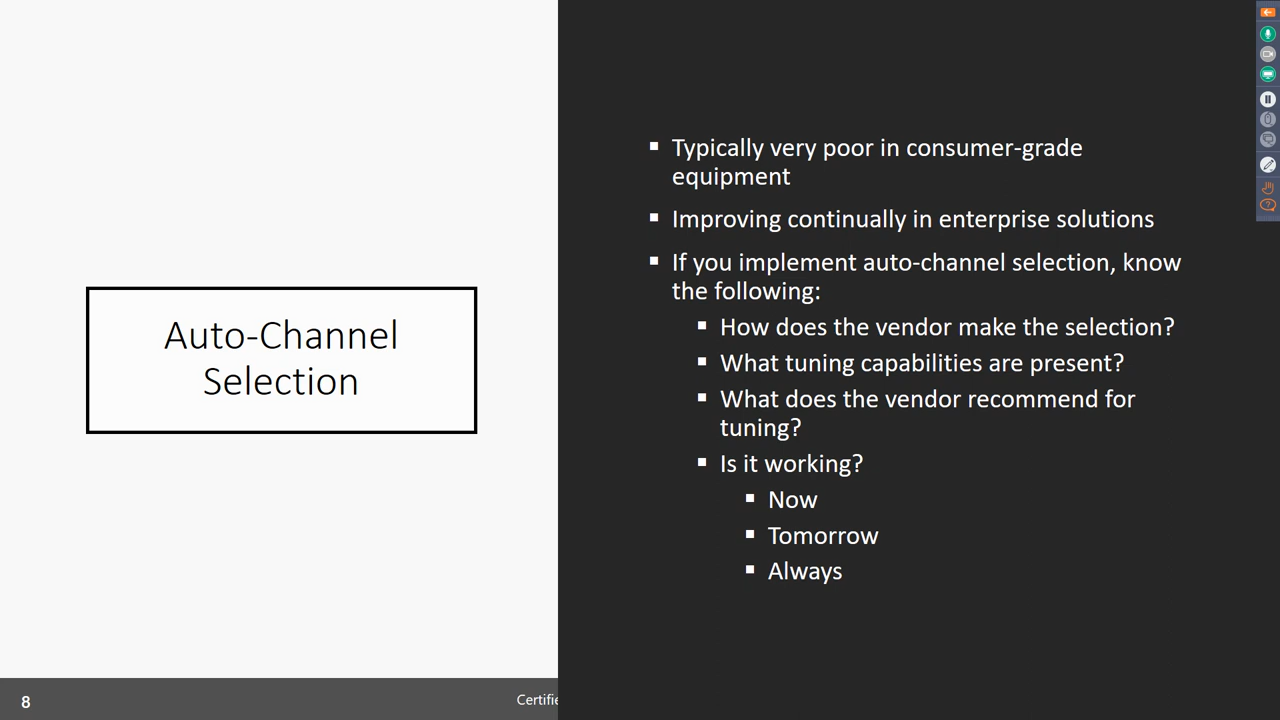 Auto-Channel
Selection
▪ Typically very poor in consumer-grade
equipment
▪ Improving continually in enterprise solutions
▪ If you implement auto-channel selection, know
the following:
▪ How does the vendor make the selection?
▪ What tuning capabilities are present?
▪ What does the vendor recommend for
tuning?
▪ Is it working?
▪ Now
▪ Tomorrow
▪ Always
8
Certifie